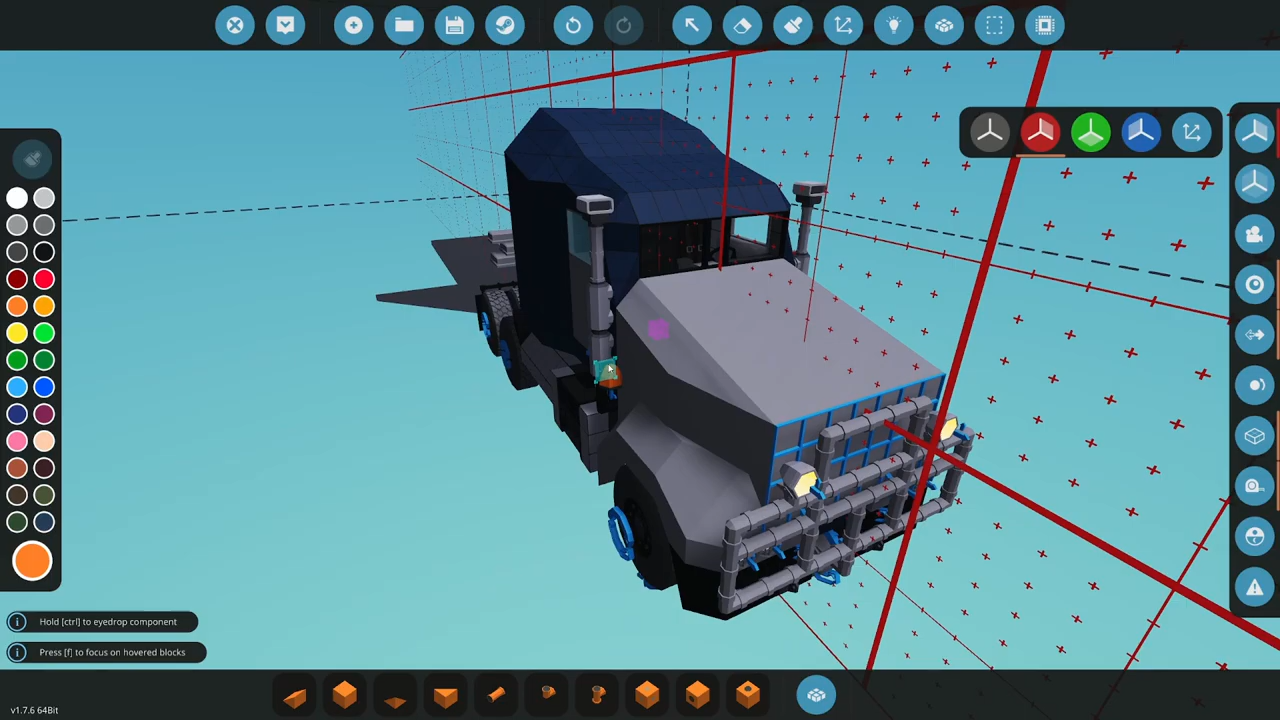 Hold [ctrl] to eyedrop component
Press [f] to focus on hovered blocks
v1.7.6 64Bit